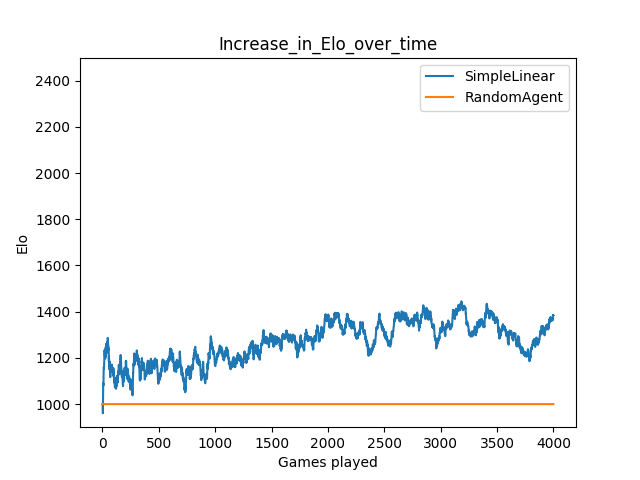 Increase_in_Elo_over_time
SimpleLinear
RandomAgent
2400
2200
2000
1800
1600
1400
1200
1000
Elo
0 500 1000 1500 2000 2500 3000 3500 4000
Games played